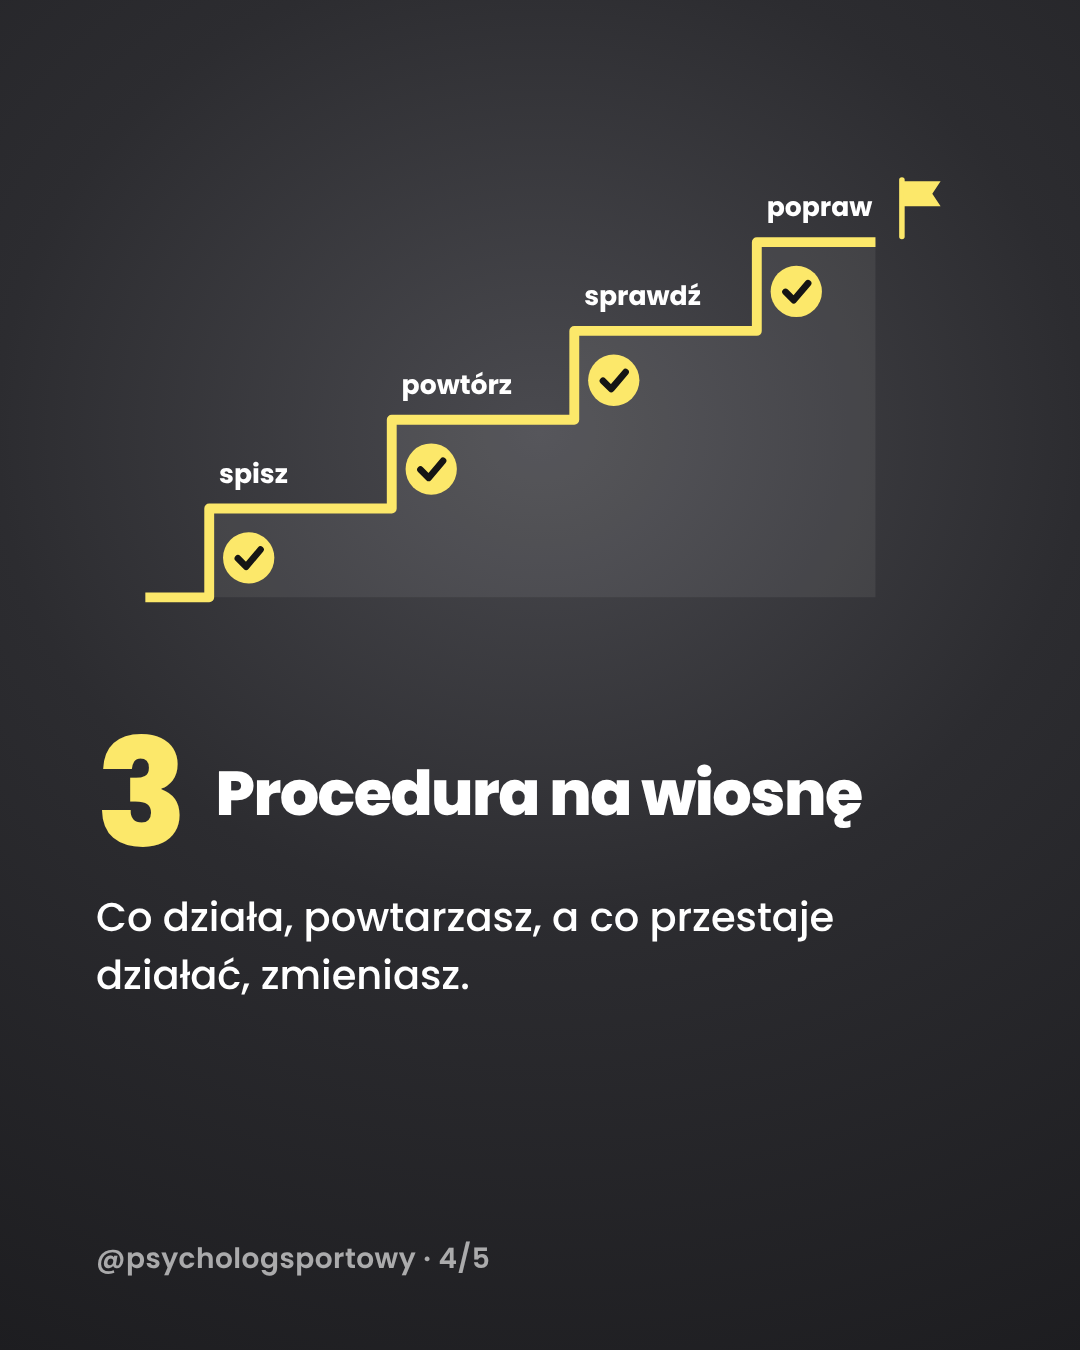 popraw
sprawdź
powtórz
spisz
3 Procedura na wiosnę
Co działa, powtarzasz, a co przestaje
działać, zmieniasz.
@psychologsportowy · 4/5